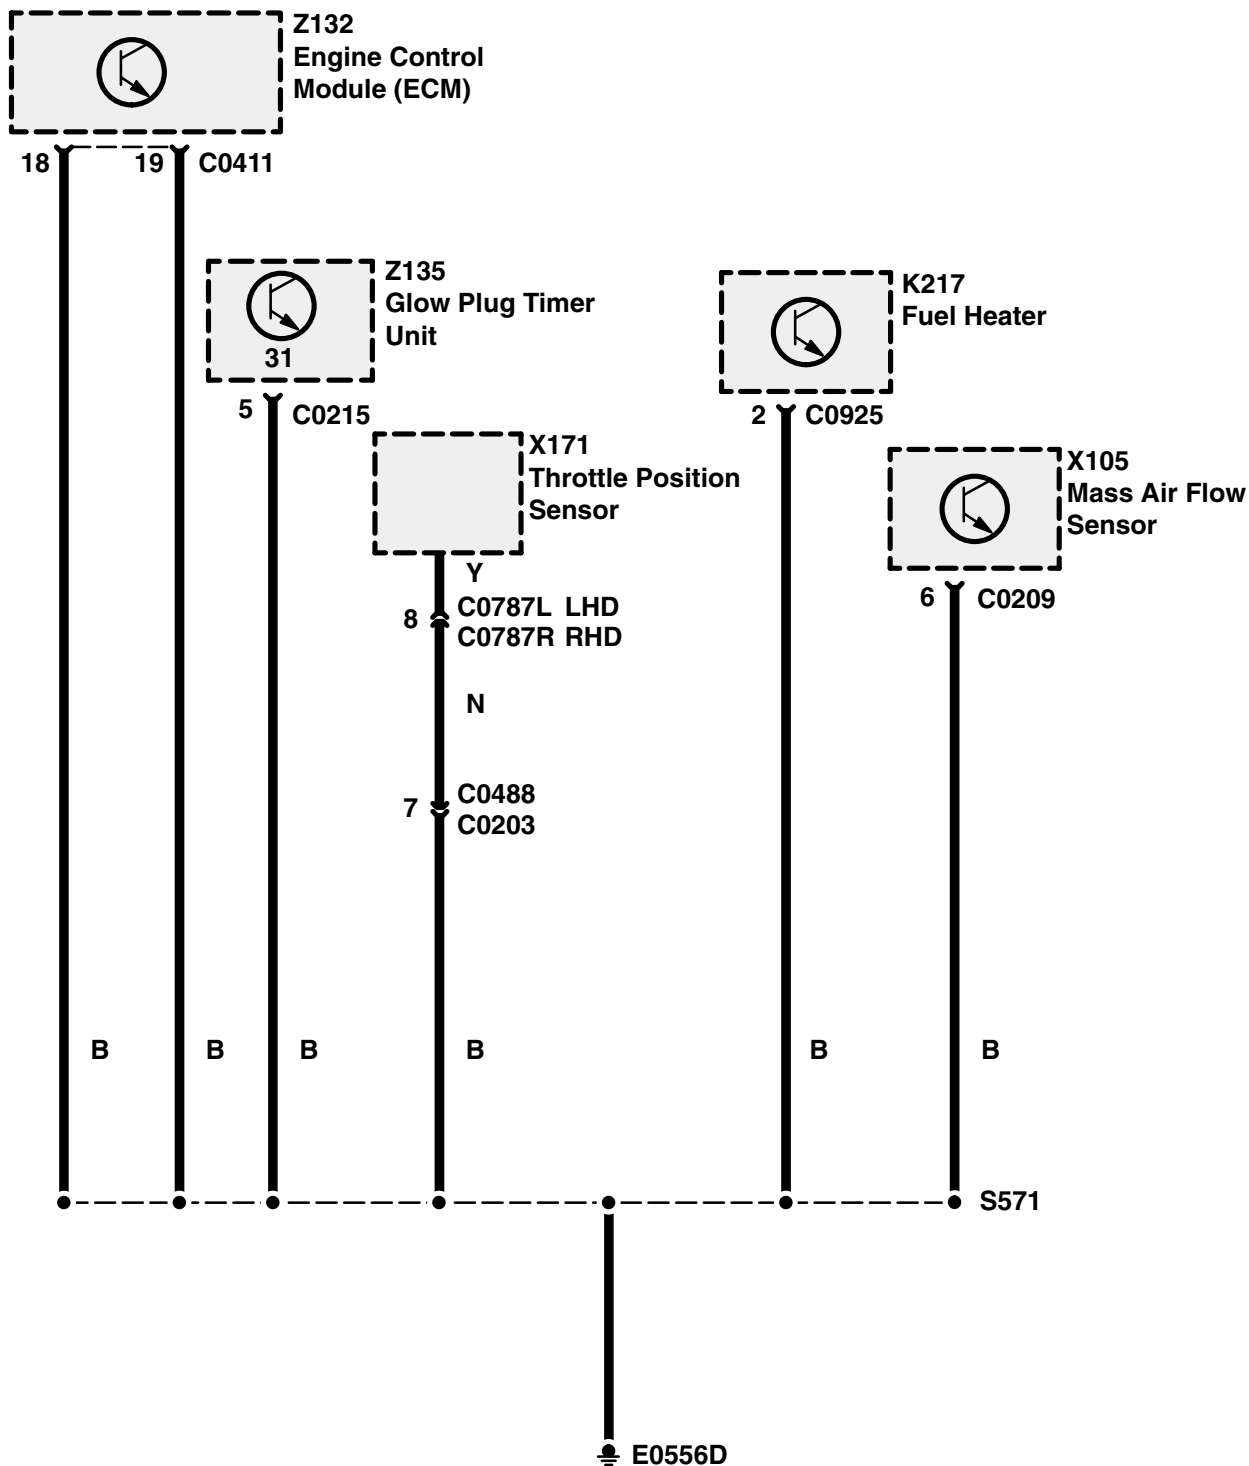 Z132
Engine Control
Module (ECM)
18
19
C0411
Z135
Glow Plug Timer
Unit
31
5
C0215
K217
Fuel Heater
2
C0925
X171
Throttle Position
Sensor
X105
Mass Air Flow
Sensor
Y
8
C0787L LHD
C0787R RHD
6
C0209
N
7
C0488
C0203
B
B
B
B
B
B
S571
E0556D